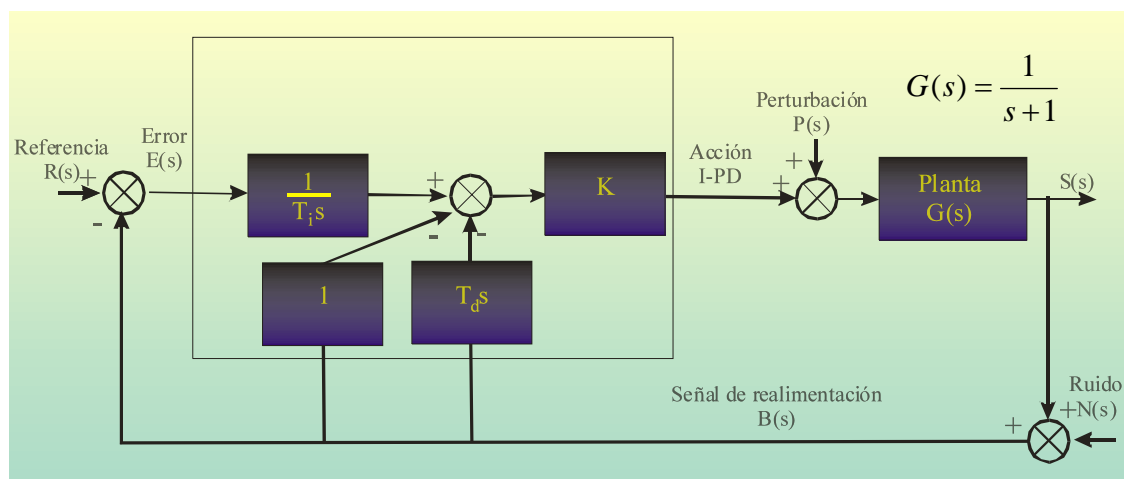 G(s) = 1
s+1
Perturbación
P(s)
Referencia
R(s)
Error
E(s)
Acción
I-PD
+
-
1
T_i s
+
-
-
K
+
+
Planta
G(s)
S(s)
1
T_d s
Señal de realimentación
B(s)
Ruido
+N(s)
+